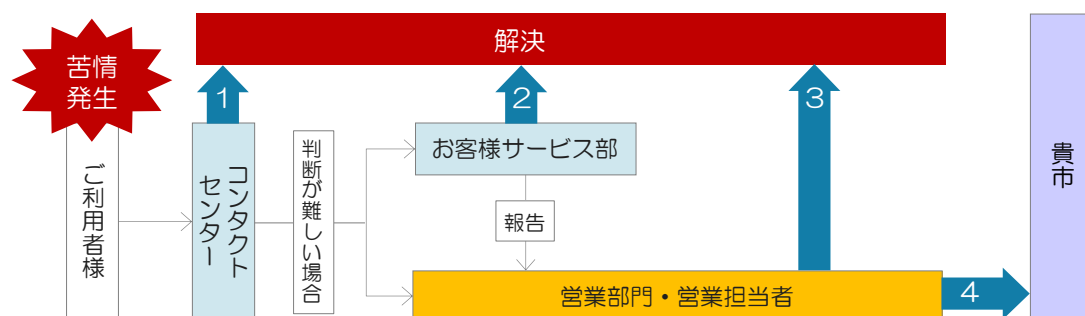 苦情
発生
解決
1
2
3
ご利用者様
コンタクト
センター
判断が難しい場合
お客様サービス部
報告
営業部門・営業担当者
4
貴市